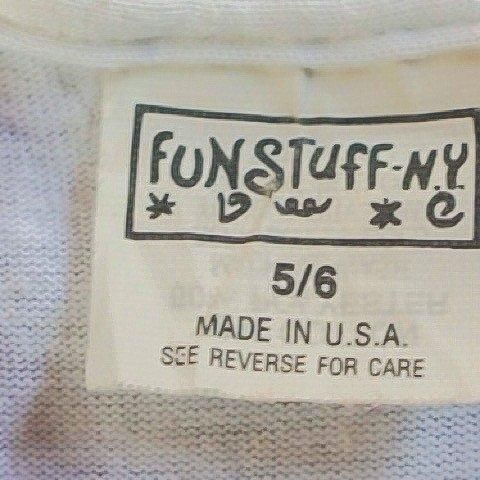 FUNSTUFF-N.Y.
5/6
MADE IN U.S.A.
SEE REVERSE FOR CARE